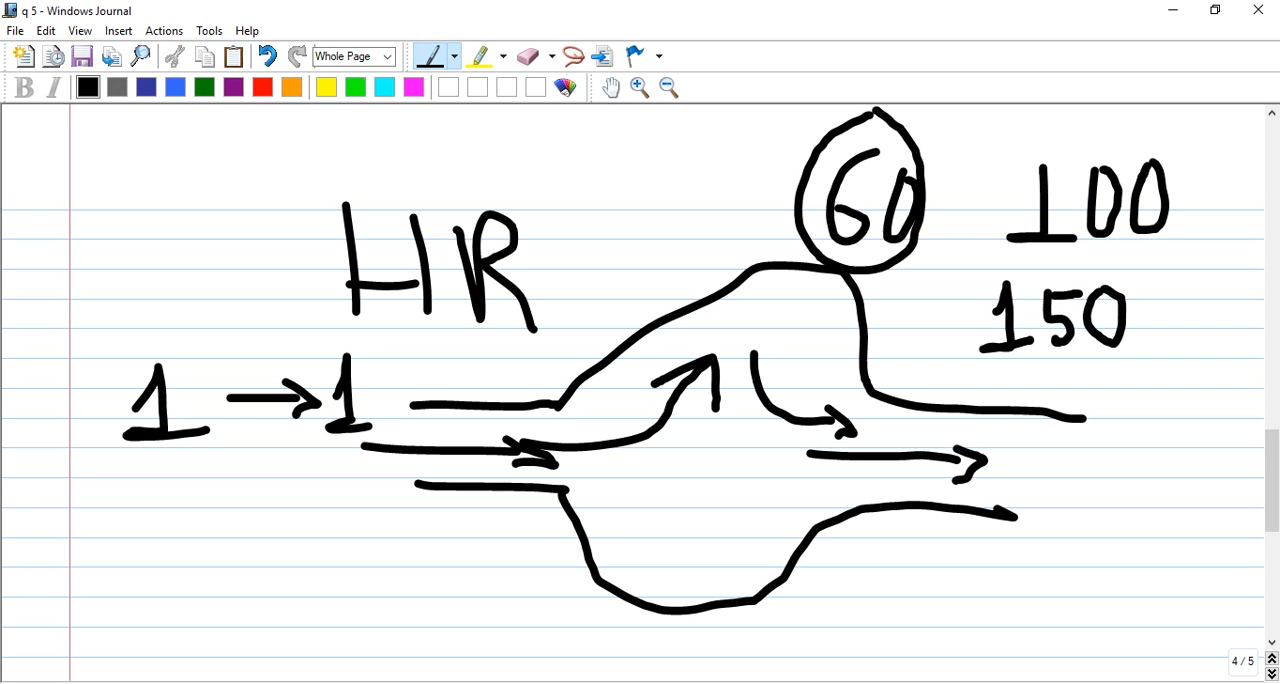 q 5 - Windows Journal
File Edit View Insert Actions Tools Help
Whole Page
B I
60
100
HR
150
1 → 1
4 / 5